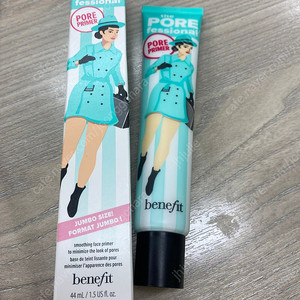 fessional
PORE
PRIMER
JUMBO SIZE!
FORMAT JUMBO !
smoothing face primer
to minimize the look of pores
base de teint lissante pour
minimiser l'apparence des pores
benefit
44 mL / 1.5 US fl. oz.
the
PORE
fessional
PORE
PRIMER
benefit